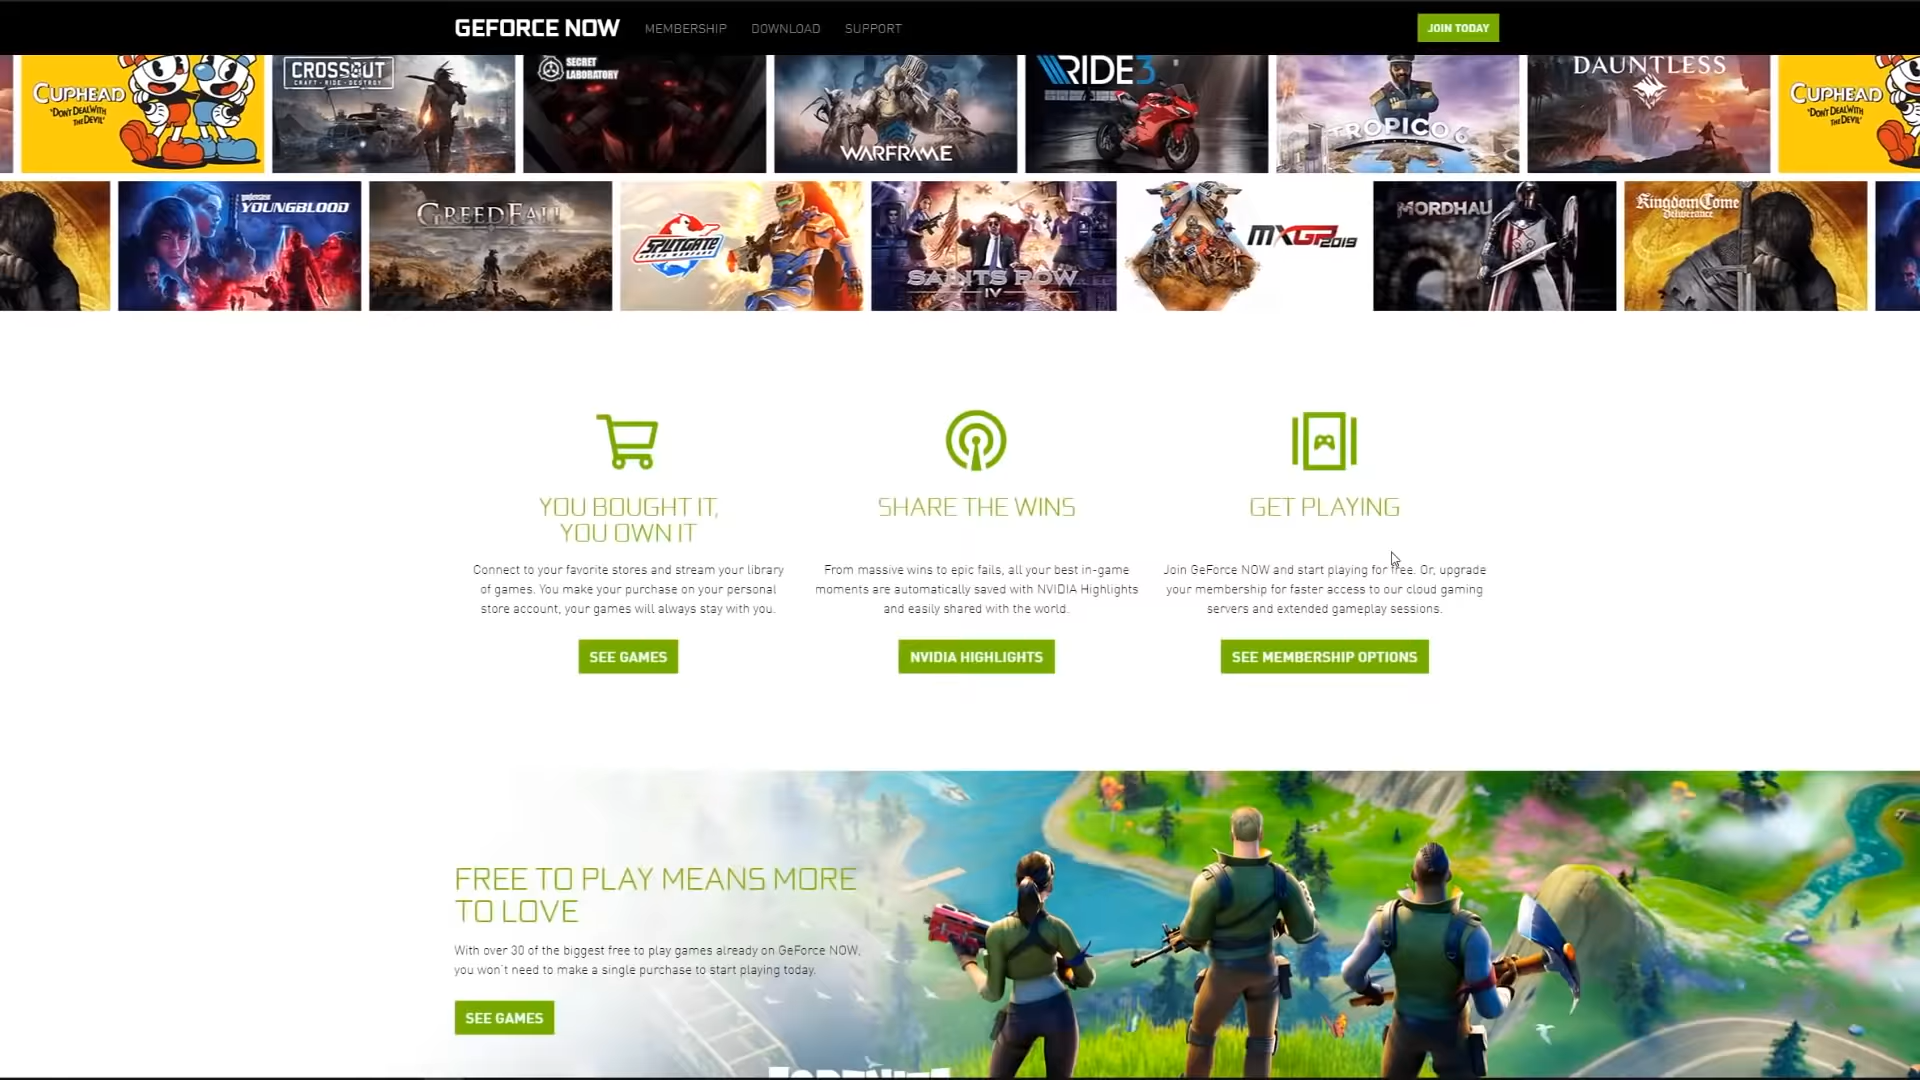 GEFORCE NOW MEMBERSHIP DOWNLOAD SUPPORT JOIN TODAY
CUPHEAD
"DON'T DEAL WITH
THE DEVIL"
CROSSOUT
CRAFT · RIDE · DESTROY
SECRET
LABORATORY
WARFRAME
RIDE 3
TROPICO 6
DAUNTLESS
CUPHEAD
"DON'T DEAL WITH
THE DEVIL"
Wolfenstein
YOUNGBLOOD
GREEDFALL
SPLITGATE
ARENA WARFARE
SAINTS ROW
IV
MXGP2019
MORDHAU
Kingdom Come
Deliverance
YOU BOUGHT IT,
YOU OWN IT
Connect to your favorite stores and stream your library
of games. You make your purchase on your personal
store account, your games will always stay with you.
SEE GAMES
SHARE THE WINS
From massive wins to epic fails, all your best in-game
moments are automatically saved with NVIDIA Highlights
and easily shared with the world.
NVIDIA HIGHLIGHTS
GET PLAYING
Join GeForce NOW and start playing for free. Or, upgrade
your membership for faster access to our cloud gaming
servers and extended gameplay sessions.
SEE MEMBERSHIP OPTIONS
FREE TO PLAY MEANS MORE
TO LOVE
With over 30 of the biggest free to play games already on GeForce NOW,
you won't need to make a single purchase to start playing today.
SEE GAMES
FORTNITE